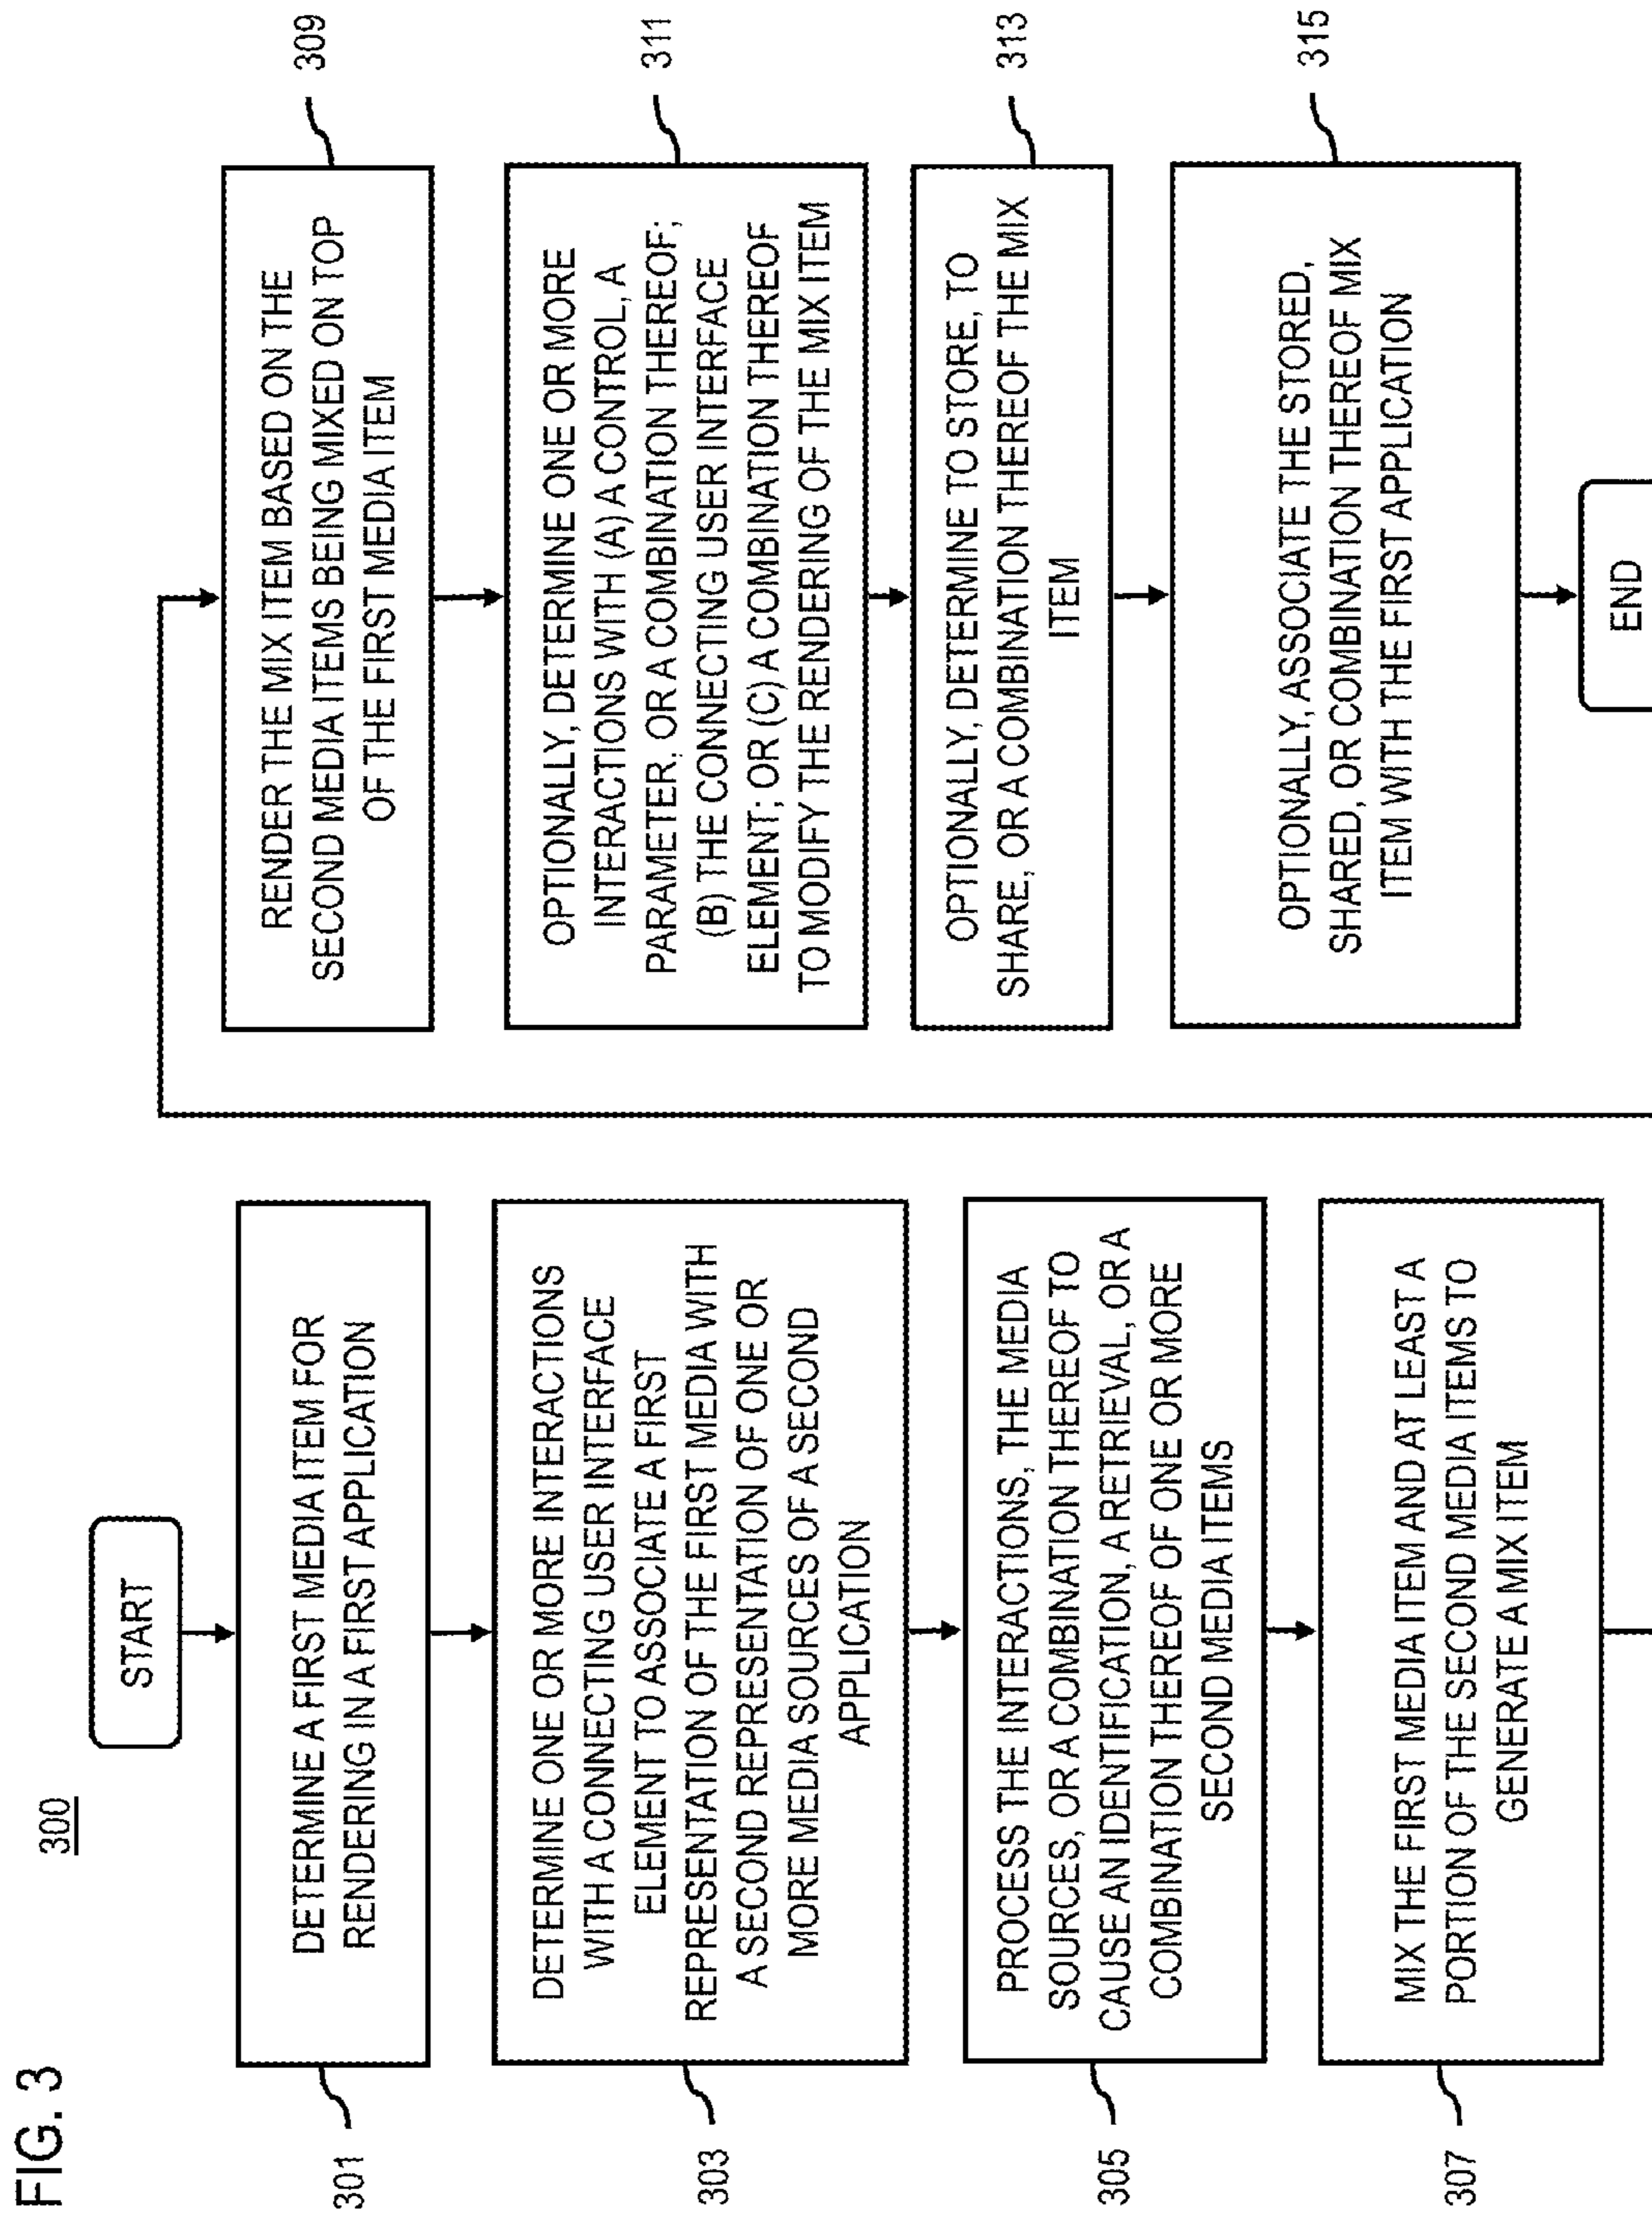 FIG. 3
300
START
DETERMINE A FIRST MEDIA ITEM FOR
RENDERING IN A FIRST APPLICATION
301
DETERMINE ONE OR MORE INTERACTIONS
WITH A CONNECTING USER INTERFACE
ELEMENT TO ASSOCIATE A FIRST
REPRESENTATION OF THE FIRST MEDIA WITH
A SECOND REPRESENTATION OF ONE OR
MORE MEDIA SOURCES OF A SECOND
APPLICATION
303
PROCESS THE INTERACTIONS, THE MEDIA
SOURCES, OR A COMBINATION THEREOF TO
CAUSE AN IDENTIFICATION, A RETRIEVAL, OR A
COMBINATION THEREOF OF ONE OR MORE
SECOND MEDIA ITEMS
305
MIX THE FIRST MEDIA ITEM AND AT LEAST A
PORTION OF THE SECOND MEDIA ITEMS TO
GENERATE A MIX ITEM
307
RENDER THE MIX ITEM BASED ON THE
SECOND MEDIA ITEMS BEING MIXED ON TOP
OF THE FIRST MEDIA ITEM
309
OPTIONALLY, DETERMINE ONE OR MORE
INTERACTIONS WITH (A) A CONTROL, A
PARAMETER, OR A COMBINATION THEREOF;
(B) THE CONNECTING USER INTERFACE
ELEMENT; OR (C) A COMBINATION THEREOF
TO MODIFY THE RENDERING OF THE MIX ITEM
311
OPTIONALLY, DETERMINE TO STORE, TO
SHARE, OR A COMBINATION THEREOF THE MIX
ITEM
313
OPTIONALLY, ASSOCIATE THE STORED,
SHARED, OR COMBINATION THEREOF MIX
ITEM WITH THE FIRST APPLICATION
315
END